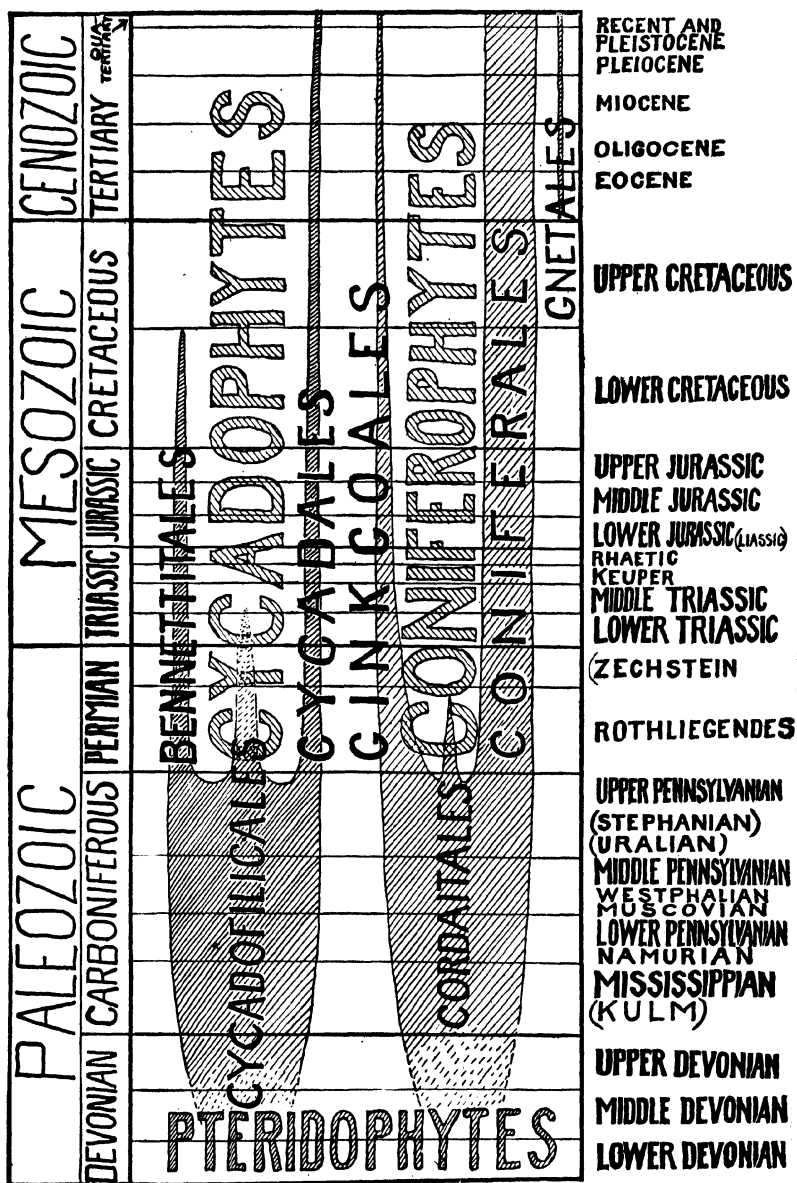 CENOZOIC
MESOZOIC
PALEOZOIC
QUATERTIARY
TERTIARY
CRETACEOUS
JURASSIC
TRIASSIC
PERMIAN
CARBONIFEROUS
DEVONIAN
BENNETTITALES
CYCADOPHYTES
CYCADOFILICALES
CYCADALES
GINKGOALES
CONIFEROPHYTES
CORDAITALES
CONIFERALES
GNETALES
PTERIDOPHYTES
RECENT AND
PLEISTOCENE
PLEIOCENE
MIOCENE
OLIGOCENE
EOCENE
UPPER CRETACEOUS
LOWER CRETACEOUS
UPPER JURASSIC
MIDDLE JURASSIC
LOWER JURASSIC (LIASSIC)
RHAETIC
KEUPER
MIDDLE TRIASSIC
LOWER TRIASSIC
(ZECHSTEIN
ROTHLIEGENDES
UPPER PENNSYLVANIAN
(STEPHANIAN)
(URALIAN)
MIDDLE PENNSYLVANIAN
WESTPHALIAN
MUSCOVIAN
LOWER PENNSYLVANIAN
NAMURIAN
MISSISSIPPIAN
(KULM)
UPPER DEVONIAN
MIDDLE DEVONIAN
LOWER DEVONIAN